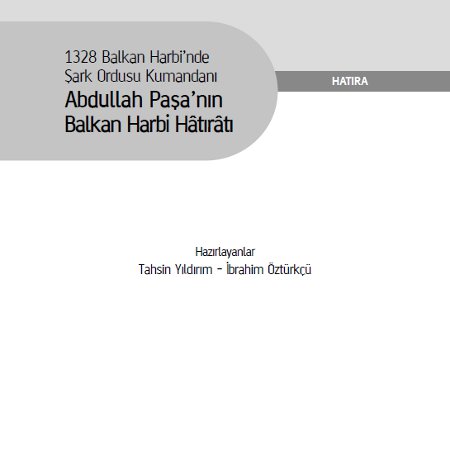 1328 Balkan Harbi'nde
Şark Ordusu Kumandanı
Abdullah Paşa'nın
Balkan Harbi Hâtırâtı
HATIRA
Hazırlayanlar
Tahsin Yıldırım - İbrahim Öztürkçü